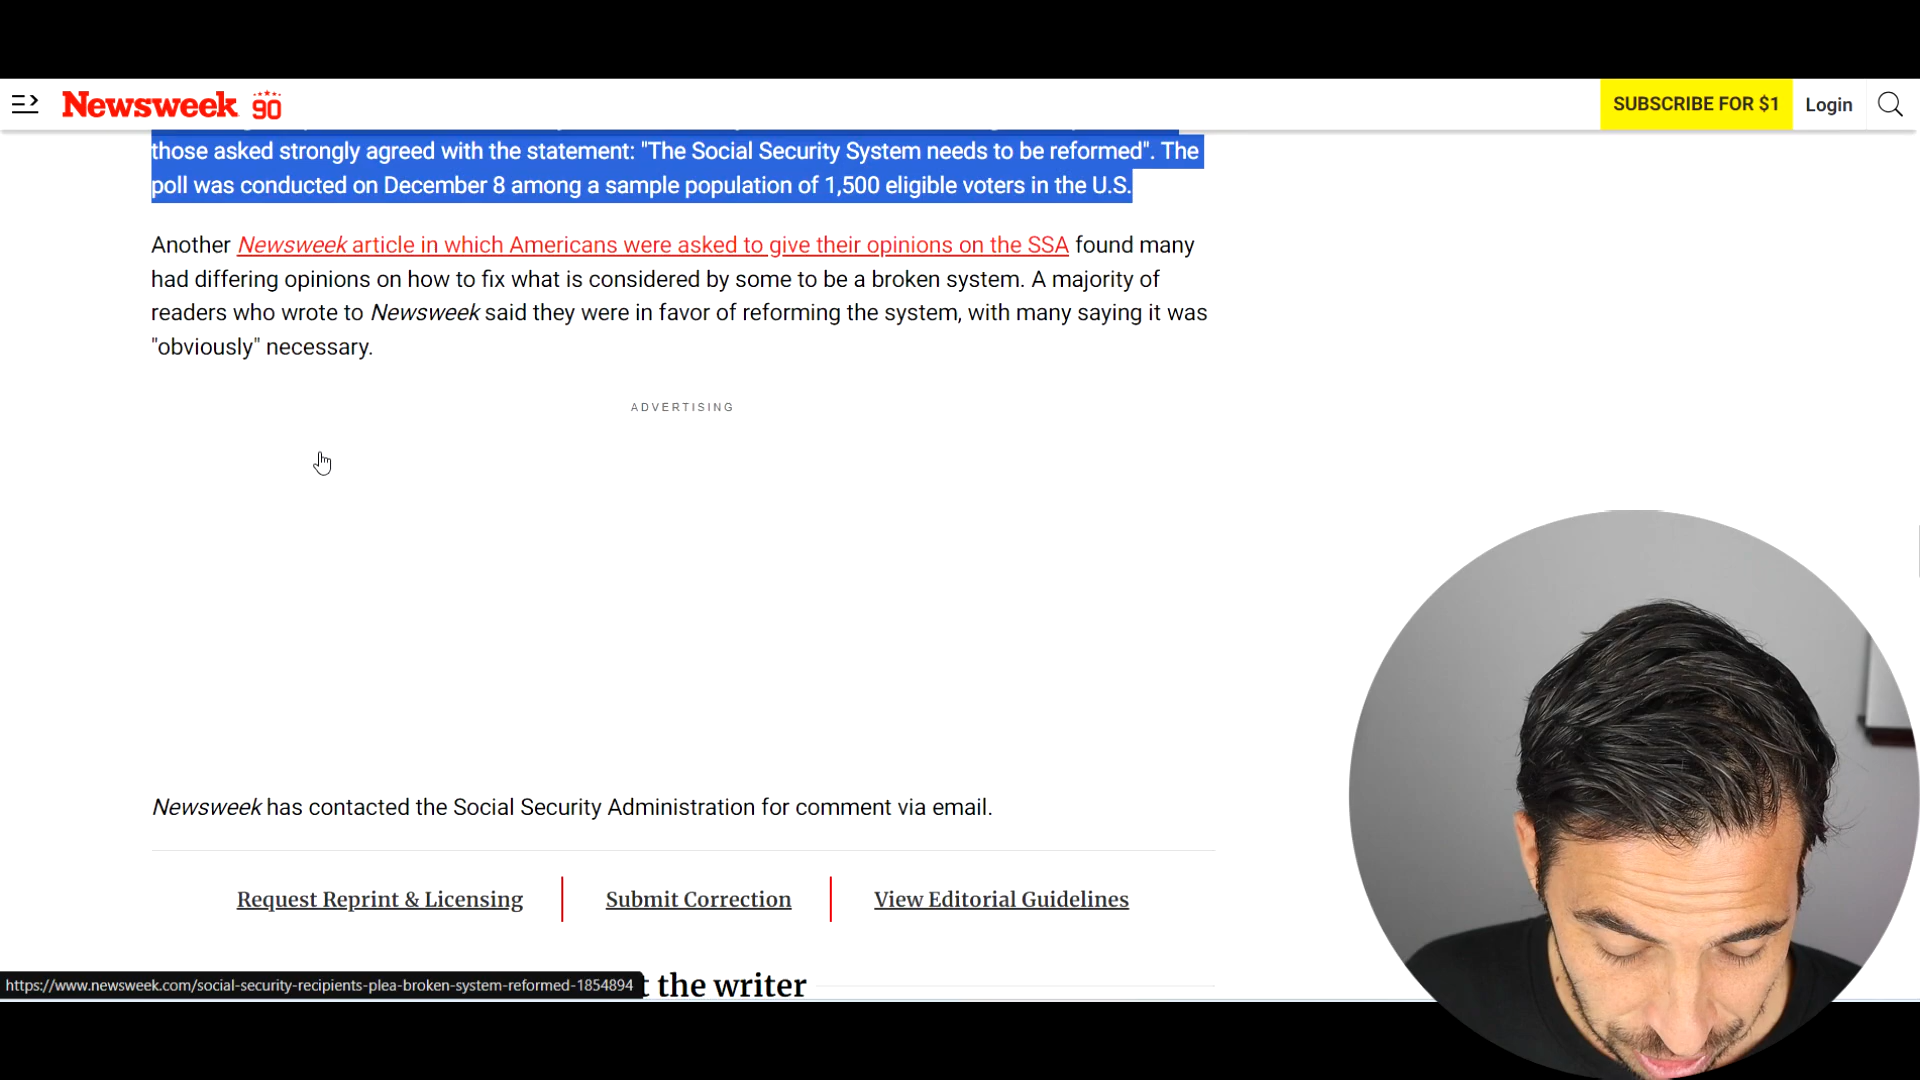 Newsweek 90
SUBSCRIBE FOR $1
Login
those asked strongly agreed with the statement: "The Social Security System needs to be reformed". The
poll was conducted on December 8 among a sample population of 1,500 eligible voters in the U.S.
Another Newsweek article in which Americans were asked to give their opinions on the SSA found many
had differing opinions on how to fix what is considered by some to be a broken system. A majority of
readers who wrote to Newsweek said they were in favor of reforming the system, with many saying it was
"obviously" necessary.
ADVERTISING
Newsweek has contacted the Social Security Administration for comment via email.
Request Reprint & Licensing
Submit Correction
View Editorial Guidelines
https://www.newsweek.com/social-security-recipients-plea-broken-system-reformed-1854894
the writer